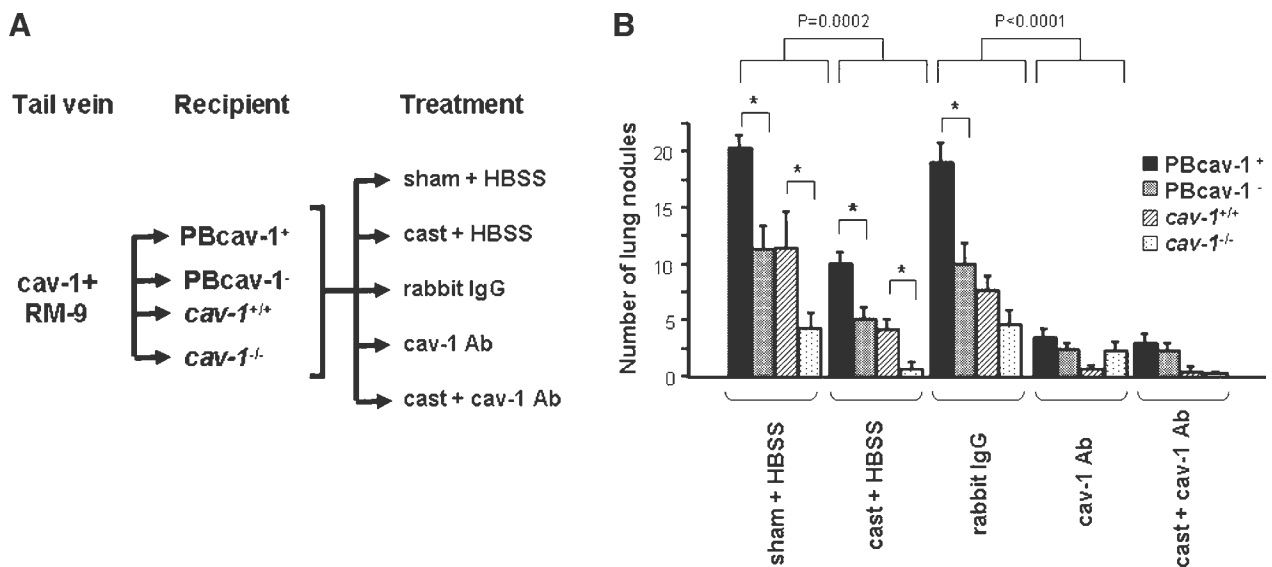 A
Tail vein Recipient Treatment
cav-1+
RM-9
PBcav-1+
PBcav-1-
cav-1+/+
cav-1-/-
sham + HBSS
cast + HBSS
rabbit IgG
cav-1 Ab
cast + cav-1 Ab
B
P=0.0002
P<0.0001
*
*
*
*
*
Number of lung nodules
20
15
10
5
0
PBcav-1 +
PBcav-1 -
cav-1+/+
cav-1-/-
sham + HBSS
cast + HBSS
rabbit IgG
cav-1 Ab
cast + cav-1 Ab